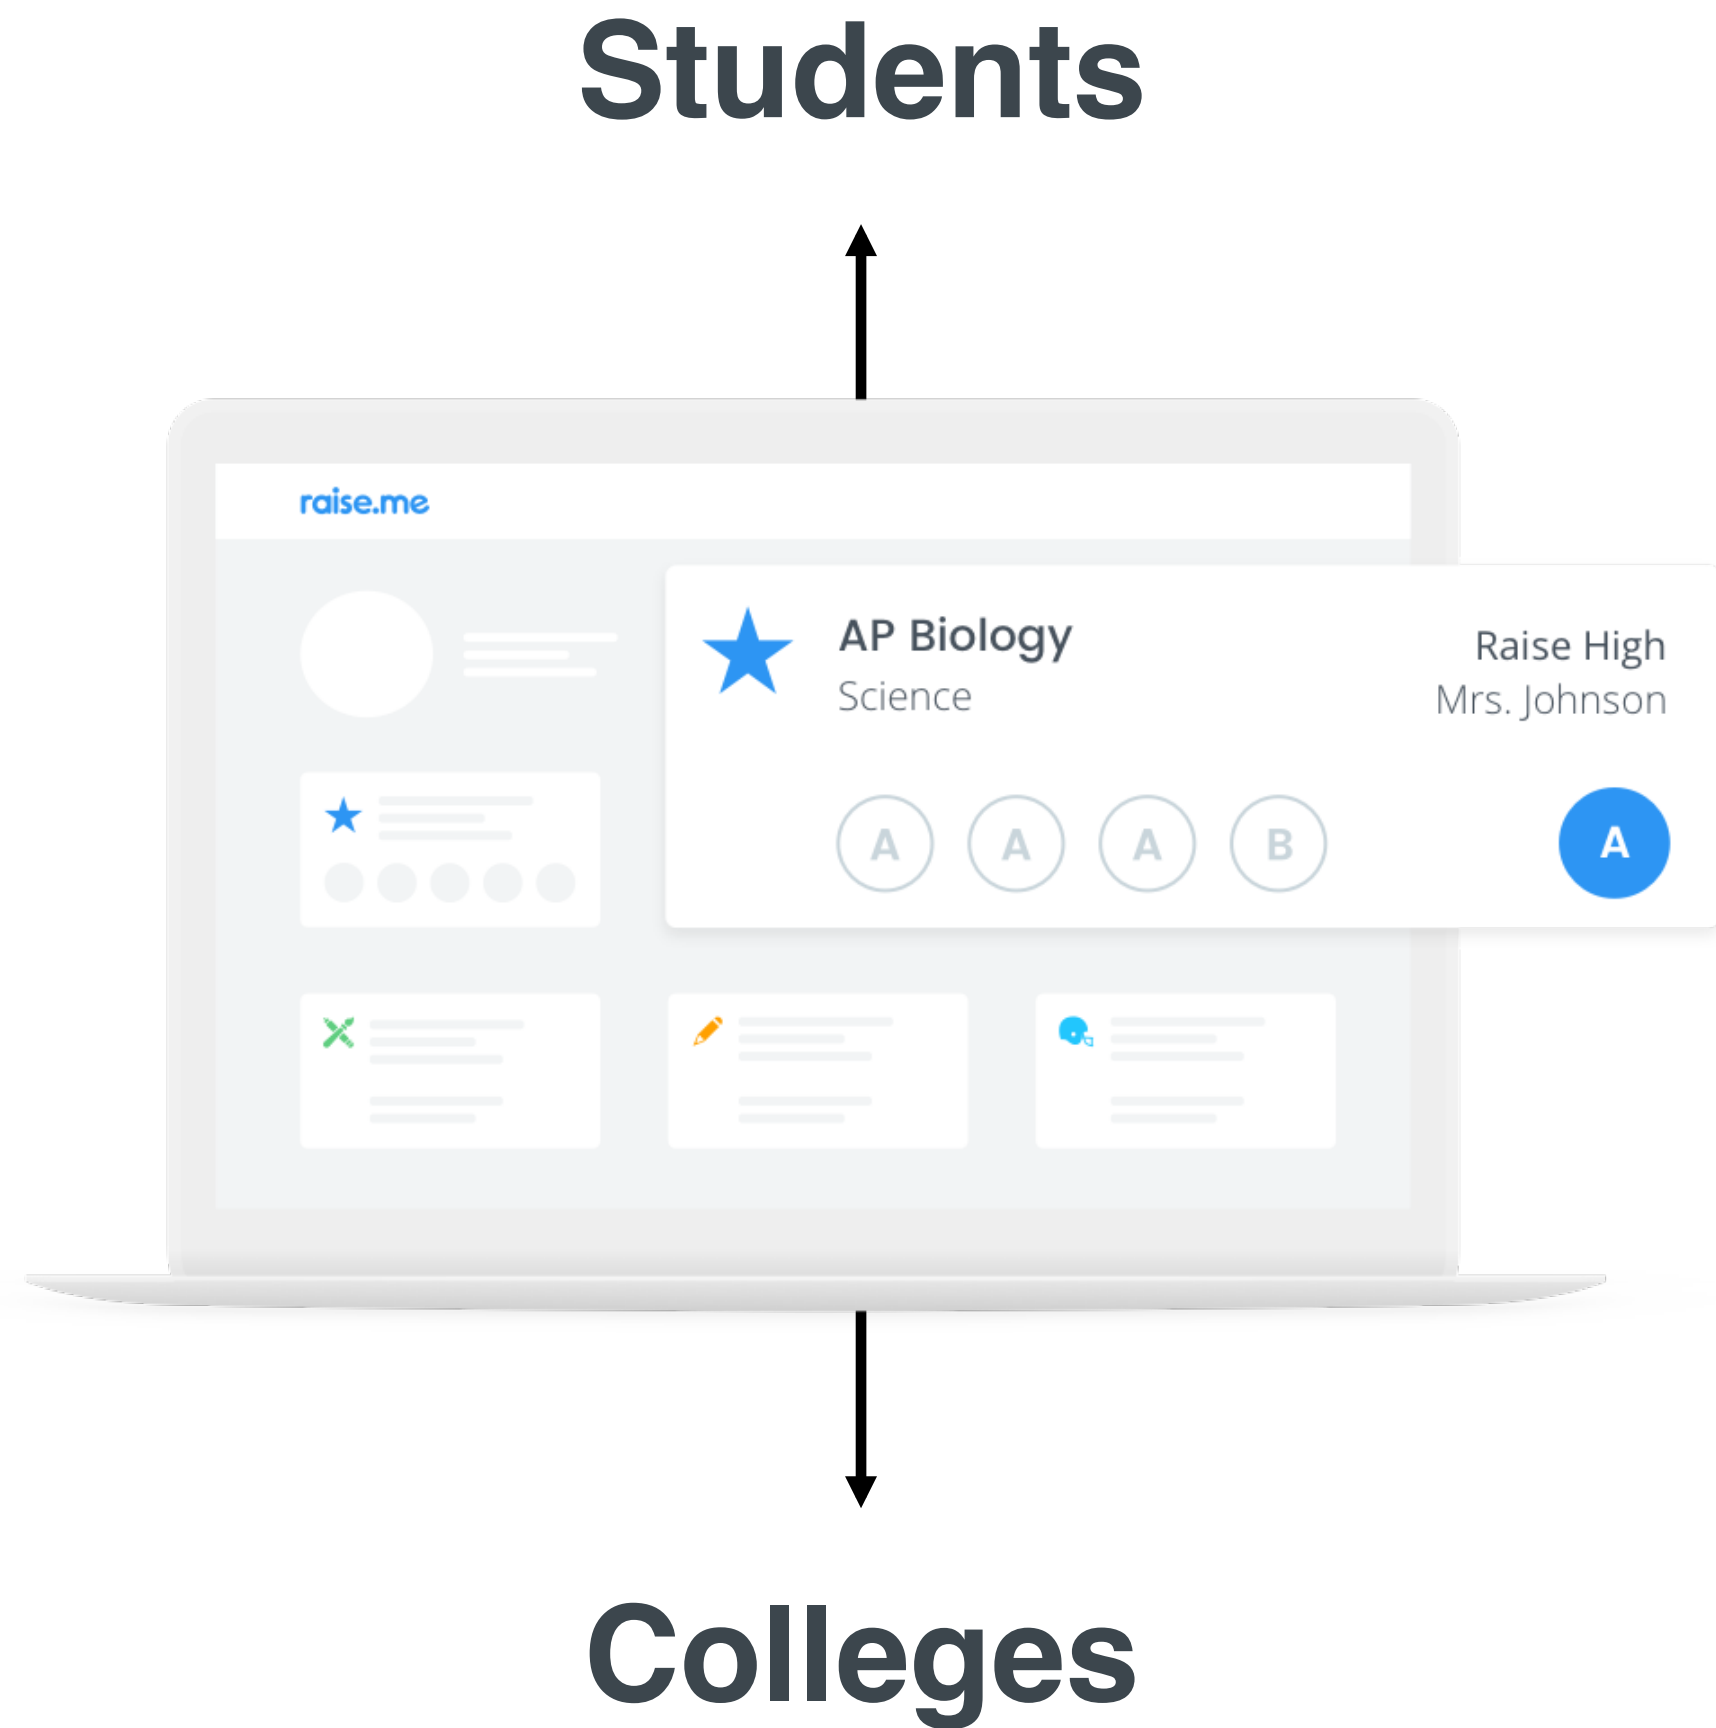 Students
raise.me
AP Biology
Raise High
Science
Mrs. Johnson
A A A B A
Colleges